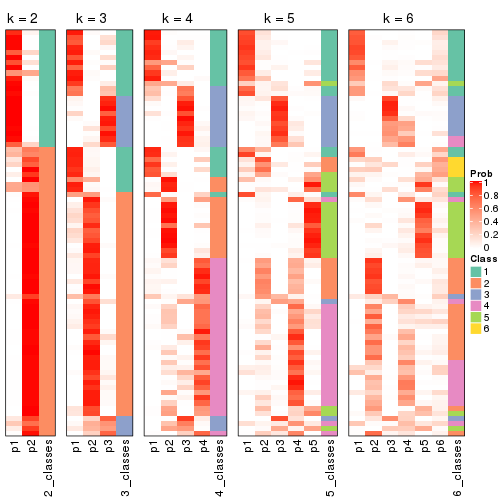 k = 2
k = 3
k = 4
k = 5
k = 6
Prob
1
0.8
0.6
0.4
0.2
0
Class
1
2
3
4
5
6
p1
p2
2_classes
p1
p2
p3
3_classes
p1
p2
p3
p4
4_classes
p1
p2
p3
p4
p5
5_classes
p1
p2
p3
p4
p5
p6
6_classes